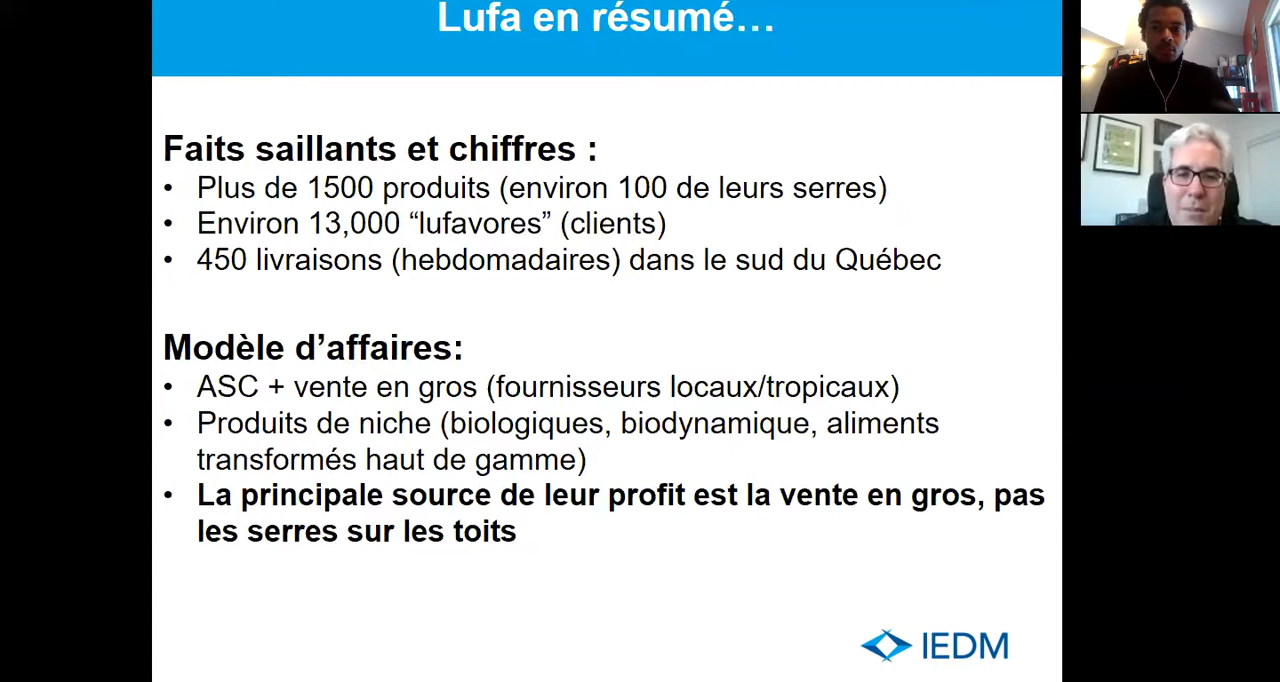 Lufa en résumé…
Faits saillants et chiffres :
• Plus de 1500 produits (environ 100 de leurs serres)
• Environ 13,000 “lufavores” (clients)
• 450 livraisons (hebdomadaires) dans le sud du Québec
Modèle d’affaires:
• ASC + vente en gros (fournisseurs locaux/tropicaux)
• Produits de niche (biologiques, biodynamique, aliments
transformés haut de gamme)
• La principale source de leur profit est la vente en gros, pas
les serres sur les toits
IEDM